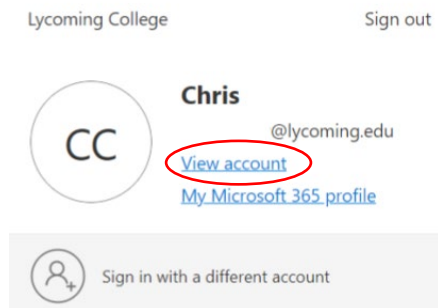 Lycoming College Sign out
Chris
CC
@lycoming.edu
View account
My Microsoft 365 profile
Sign in with a different account